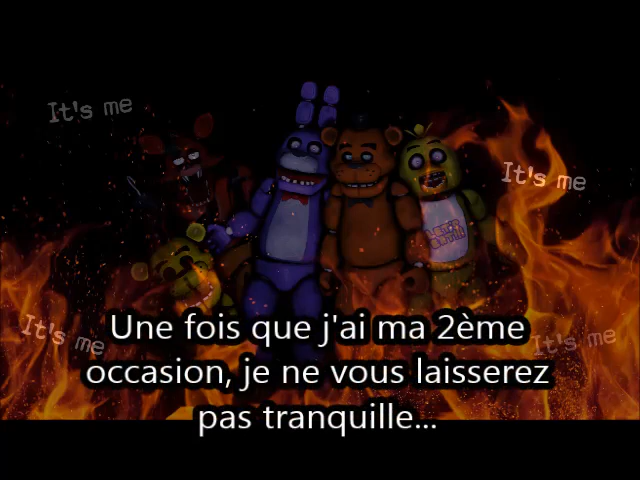 It's me
It's me
It's me
It's me
Une fois que j'ai ma 2ème
occasion, je ne vous laisserez
pas tranquille...